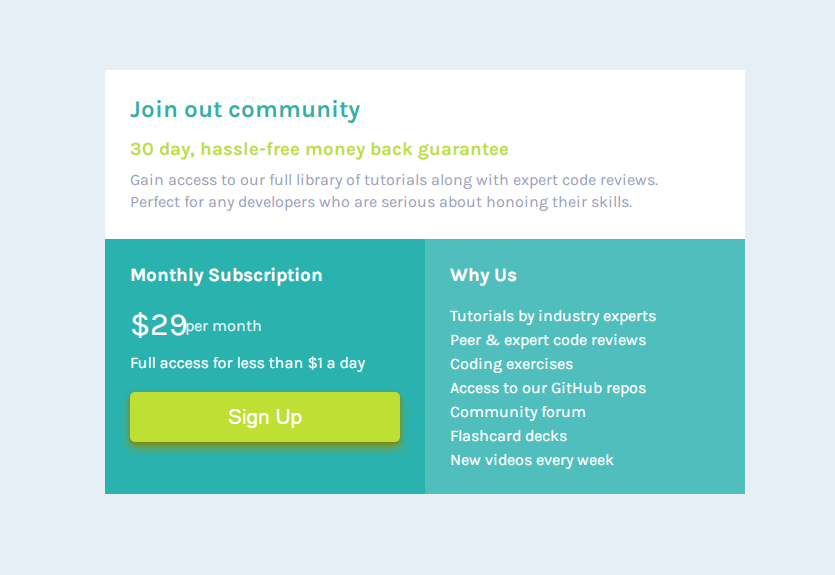 Join out community
30 day, hassle-free money back guarantee
Gain access to our full library of tutorials along with expert code reviews.
Perfect for any developers who are serious about honoing their skills.
Monthly Subscription
$29per month
Full access for less than $1 a day
Sign Up
Why Us
Tutorials by industry experts
Peer & expert code reviews
Coding exercises
Access to our GitHub repos
Community forum
Flashcard decks
New videos every week